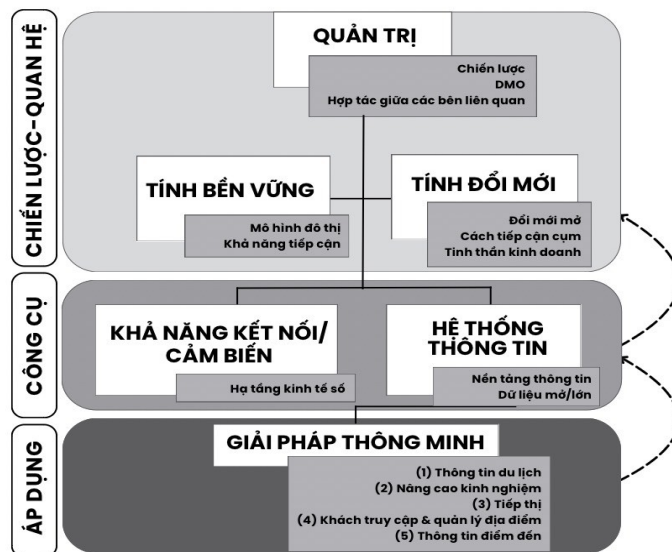 CHIẾN LƯỢC-QUAN HỆ
QUẢN TRỊ
Chiến lược
DMO
Hợp tác giữa các bên liên quan
TÍNH BỀN VỮNG
Mô hình đô thị
Khả năng tiếp cận
TÍNH ĐỔI MỚI
Đổi mới mở
Cách tiếp cận cụm
Tinh thần kinh doanh
CÔNG CỤ
KHẢ NĂNG KẾT NỐI/
CẢM BIẾN
Hạ tầng kinh tế số
HỆ THỐNG
THÔNG TIN
Nền tảng thông tin
Dữ liệu mở/lớn
ÁP DỤNG
GIẢI PHÁP THÔNG MINH
(1) Thông tin du lịch
(2) Nâng cao kinh nghiệm
(3) Tiếp thị
(4) Khách truy cập & quản lý địa điểm
(5) Thông tin điểm đến